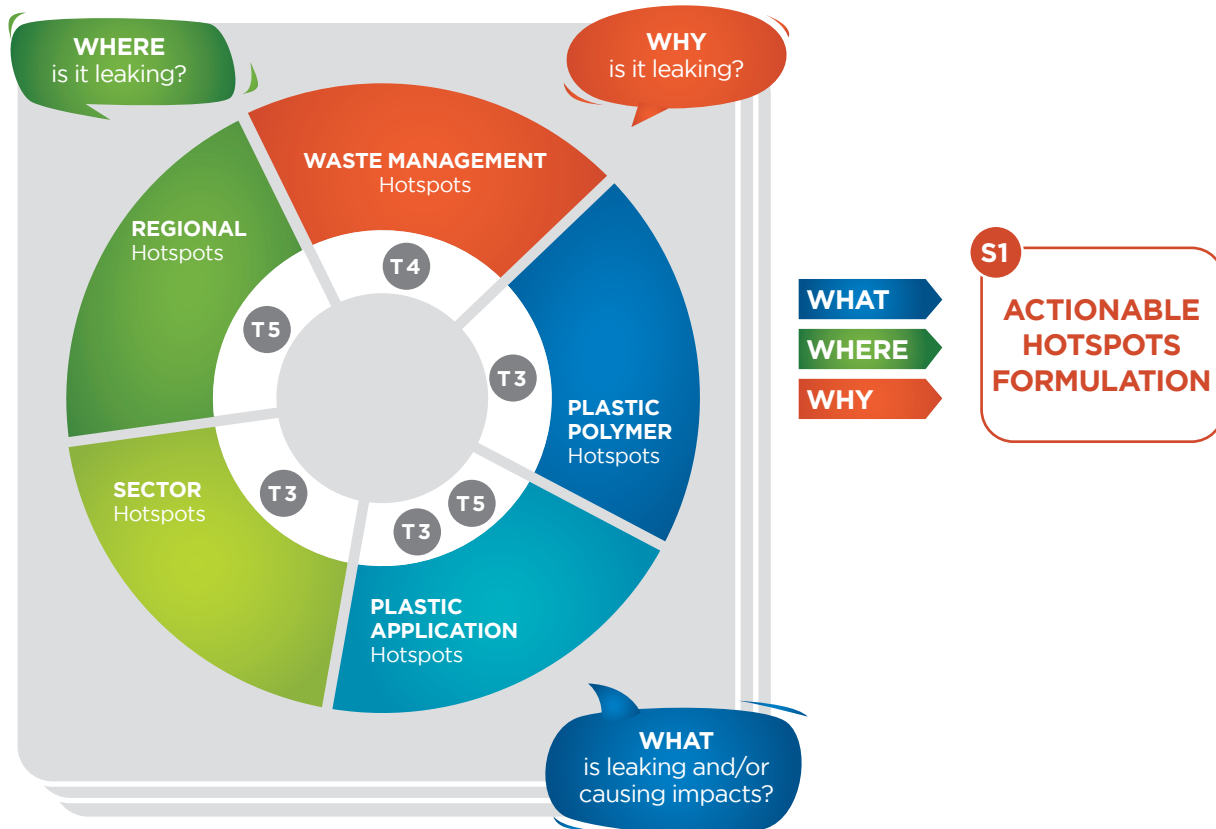 WHERE
is it leaking?
WHY
is it leaking?
WASTE MANAGEMENT
Hotspots
REGIONAL
Hotspots
T4
T5
T3
PLASTIC
POLYMER
Hotspots
SECTOR
Hotspots
T3
T5
T3
PLASTIC
APPLICATION
Hotspots
WHAT
is leaking and/or
causing impacts?
WHAT
WHERE
WHY
S1
ACTIONABLE
HOTSPOTS
FORMULATION